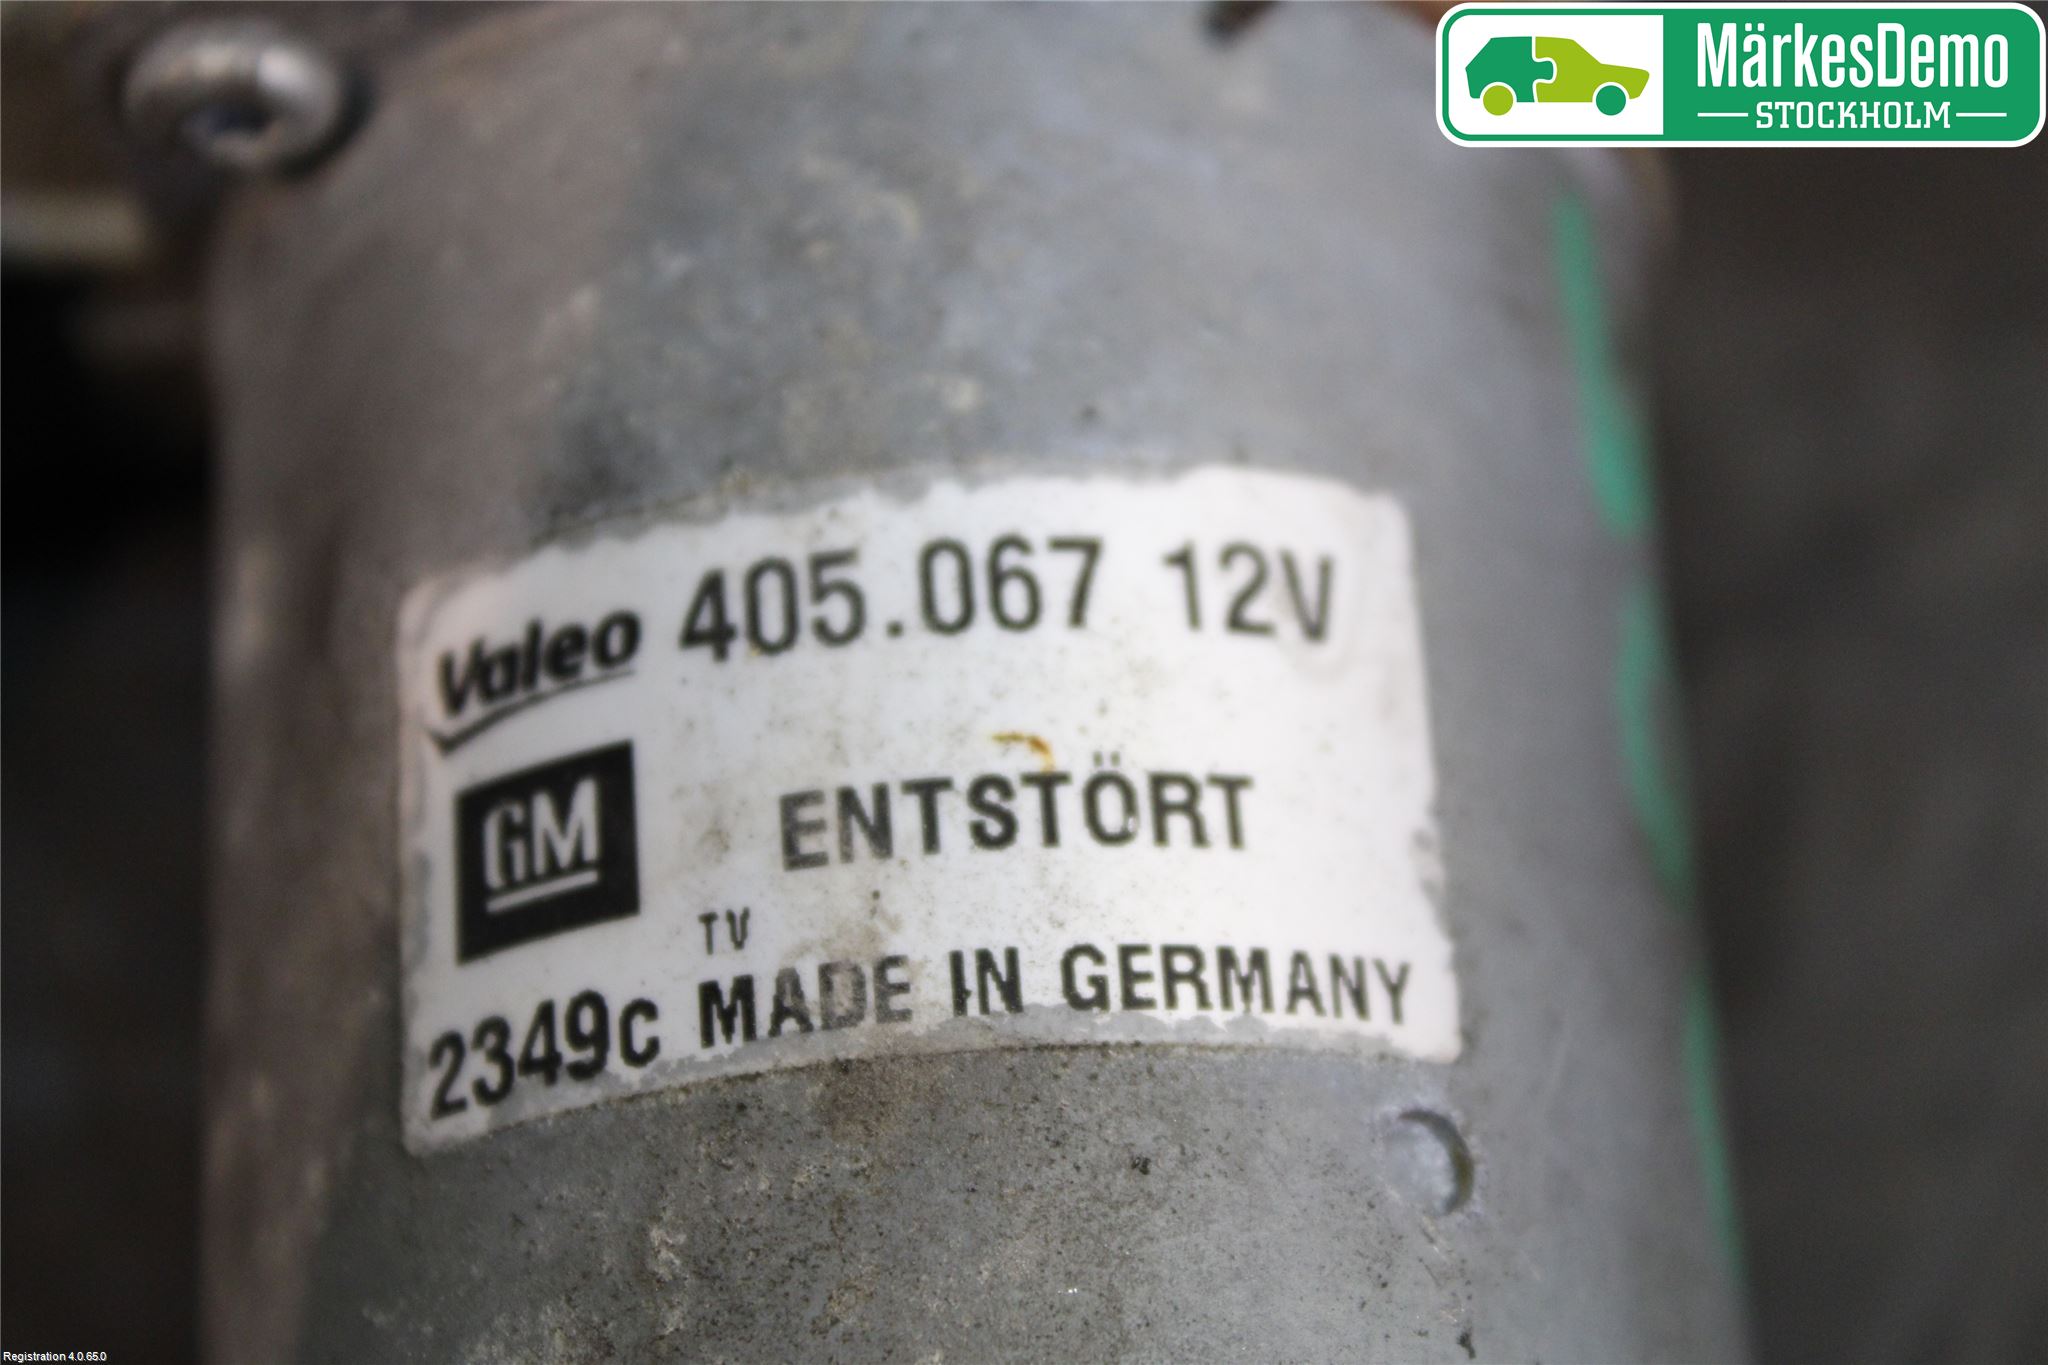 MärkesDemo
STOCKHOLM
Valeo 405.067 12V
GM ENTSTÖRT
TV
2349c MADE IN GERMANY
Registration 4.0.65.0